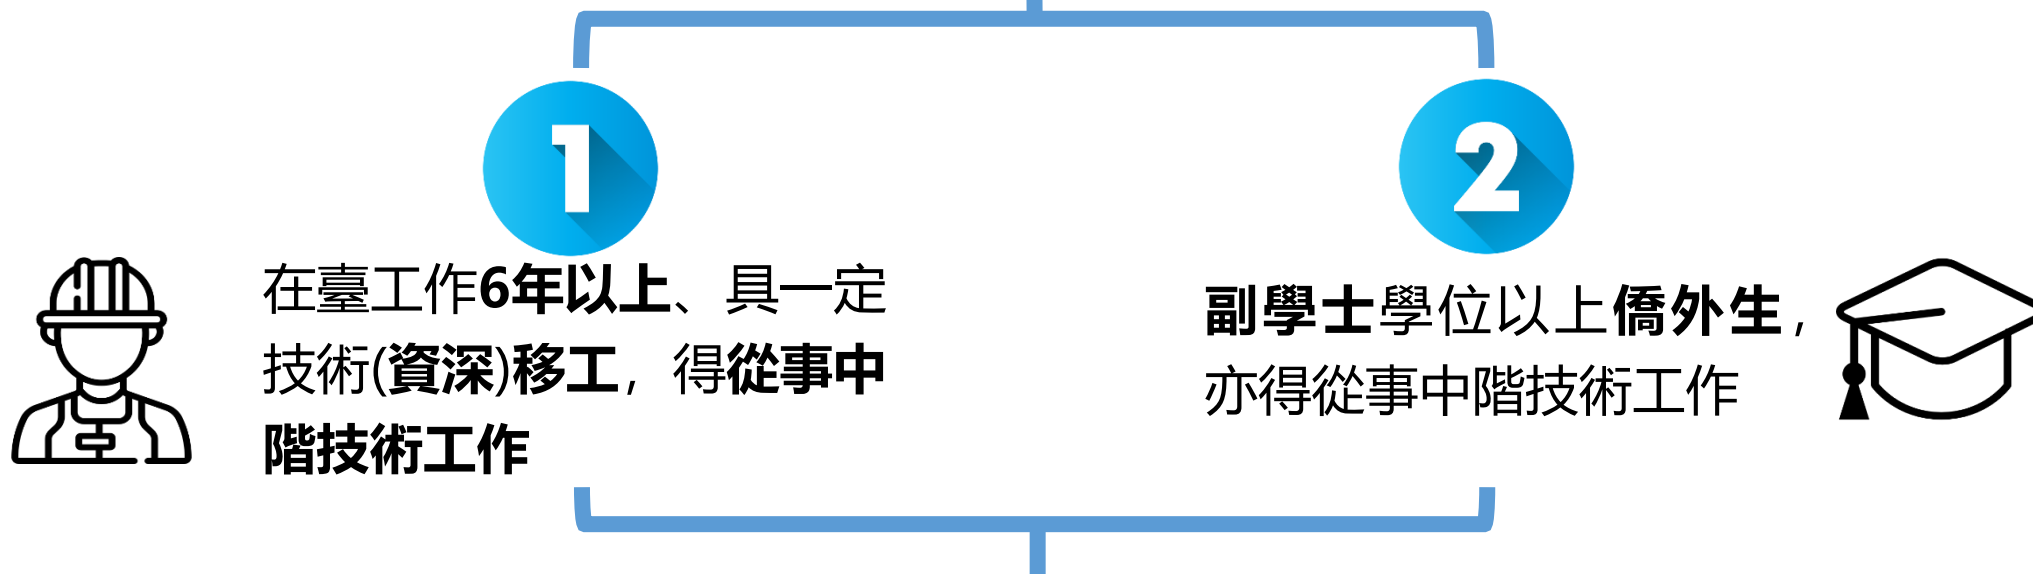 1
在臺工作6年以上、具一定
技術(資深)移工，得從事中
階技術工作
2
副學士學位以上僑外生，
亦得從事中階技術工作